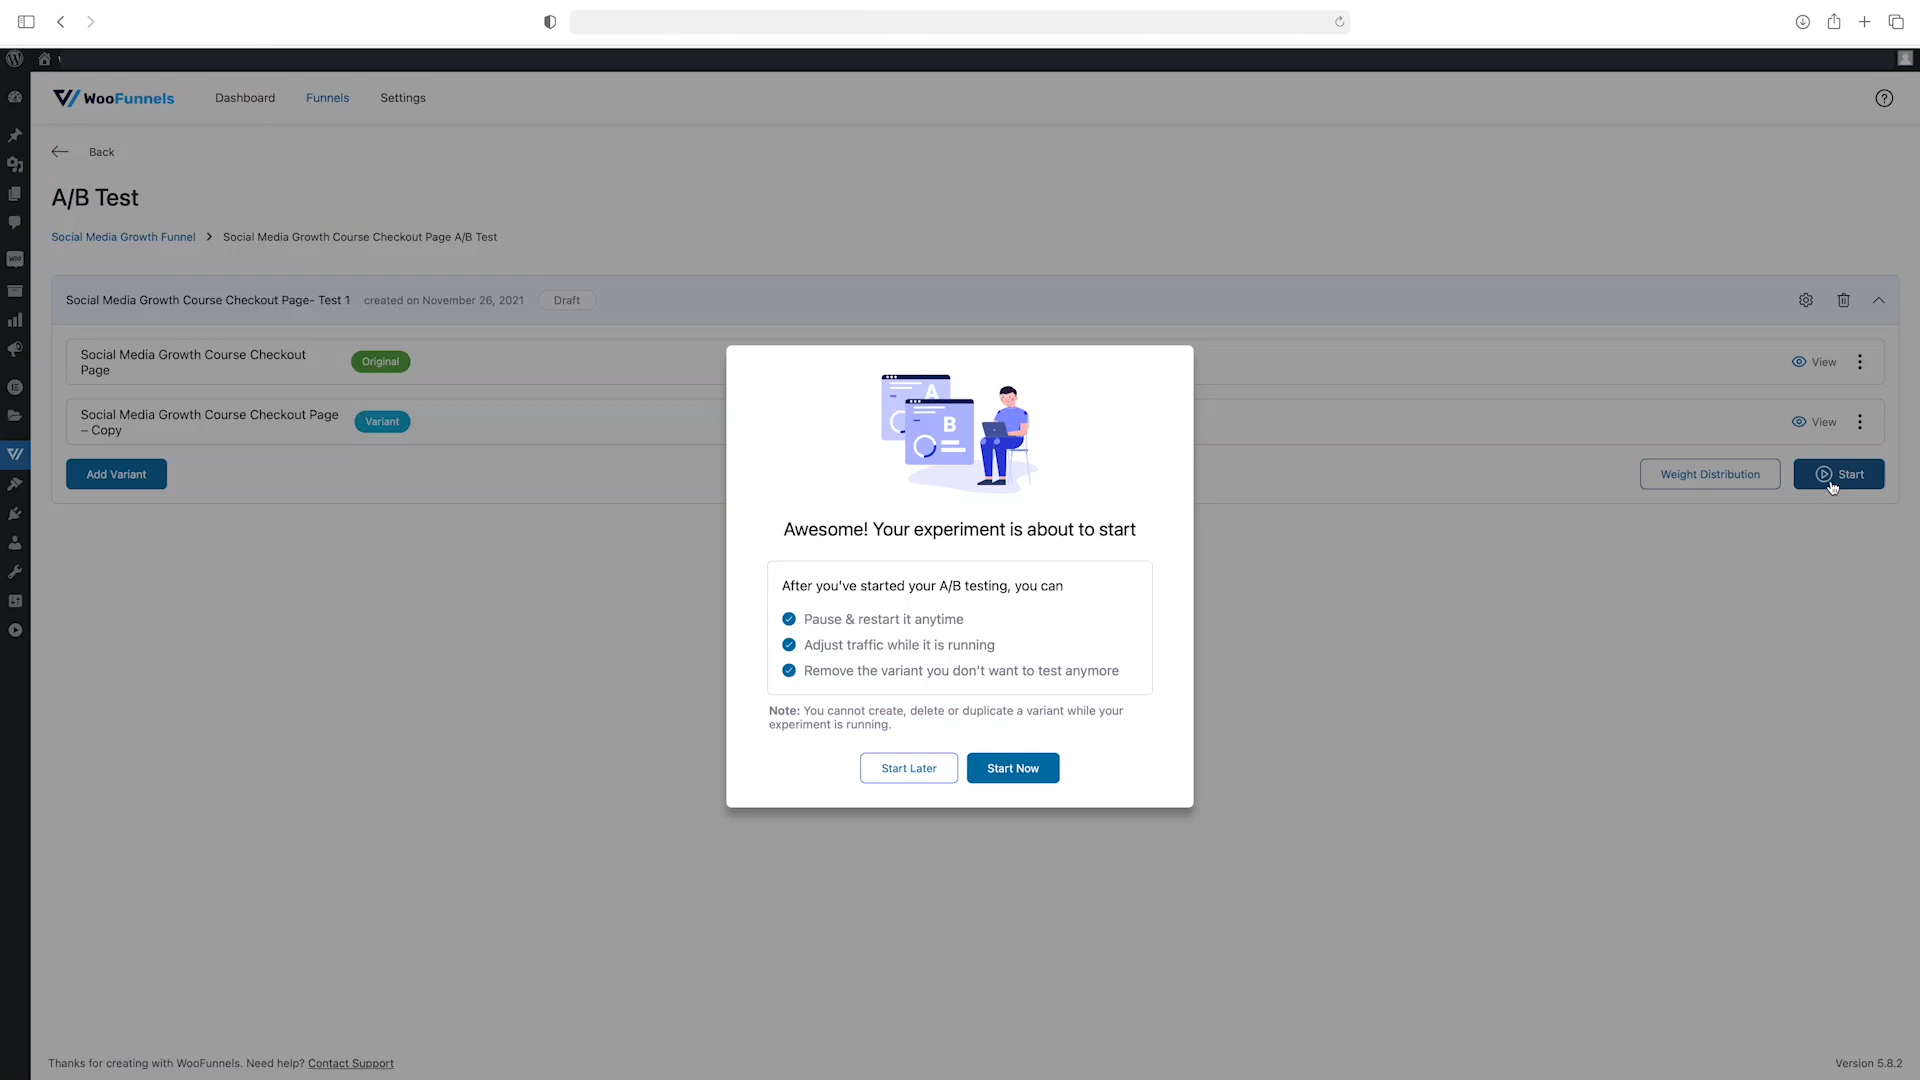 WooFunnels
Dashboard
Funnels
Settings
Back
A/B Test
Social Media Growth Funnel > Social Media Growth Course Checkout Page A/B Test
Social Media Growth Course Checkout Page- Test 1 created on November 26, 2021 Draft
Social Media Growth Course Checkout
Page
Original
View
Social Media Growth Course Checkout Page
– Copy
Variant
View
Add Variant
Weight Distribution
Start
A
B
Awesome! Your experiment is about to start
After you've started your A/B testing, you can
Pause & restart it anytime
Adjust traffic while it is running
Remove the variant you don't want to test anymore
Note: You cannot create, delete or duplicate a variant while your
experiment is running.
Start Later
Start Now
Thanks for creating with WooFunnels. Need help? Contact Support
Version 5.8.2